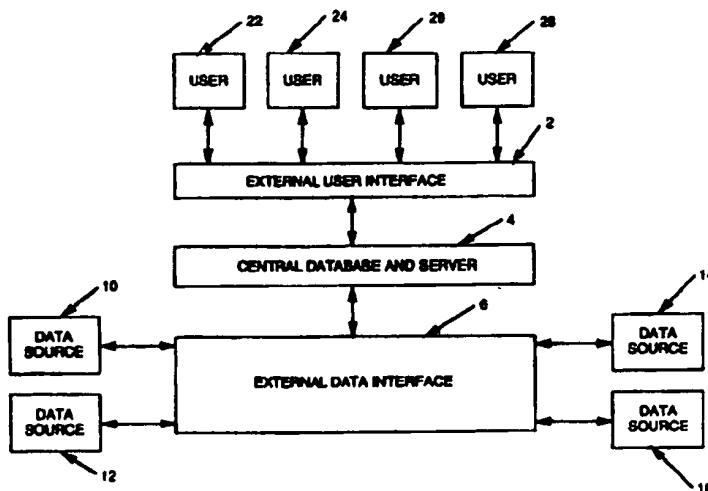 22 24 26 28
USER USER USER USER
2
EXTERNAL USER INTERFACE
4
CENTRAL DATABASE AND SERVER
10 6
DATA SOURCE
DATA SOURCE
EXTERNAL DATA INTERFACE
DATA SOURCE
DATA SOURCE
12